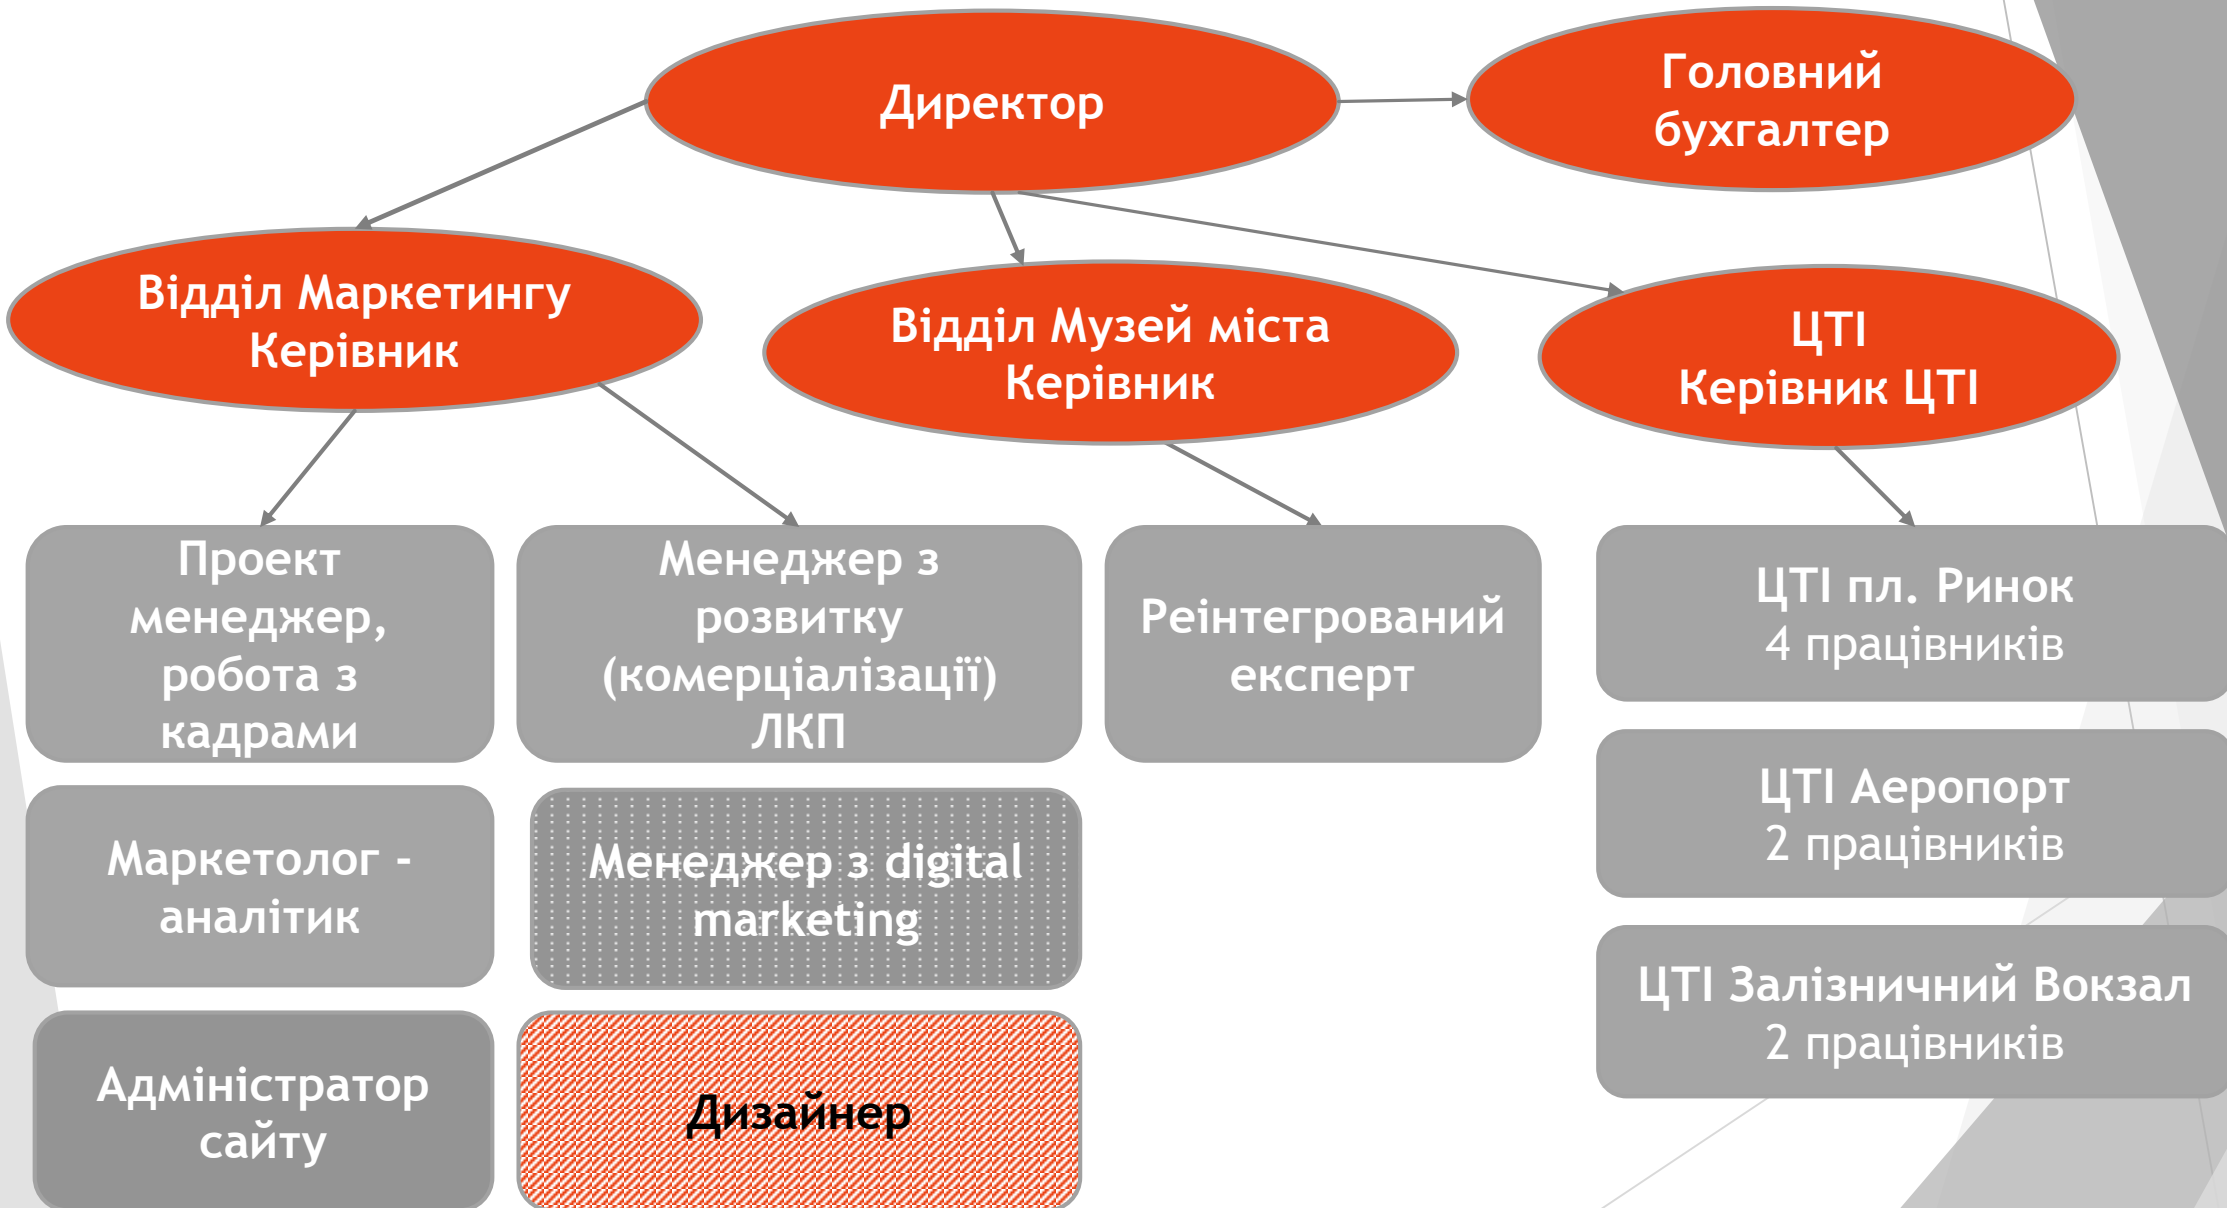 Директор
Головний
бухгалтер
Відділ Маркетингу
Керівник
Відділ Музей міста
Керівник
ЦТІ
Керівник ЦТІ
Проект
менеджер,
робота з
кадрами
Менеджер з
розвитку
(комерціалізації)
ЛКП
Реінтегрований
експерт
ЦТІ пл. Ринок
4 працівників
Маркетолог -
аналітик
Менеджер з digital
marketing
ЦТІ Аеропорт
2 працівників
Адміністратор
сайту
Дизайнер
ЦТІ Залізничний Вокзал
2 працівників